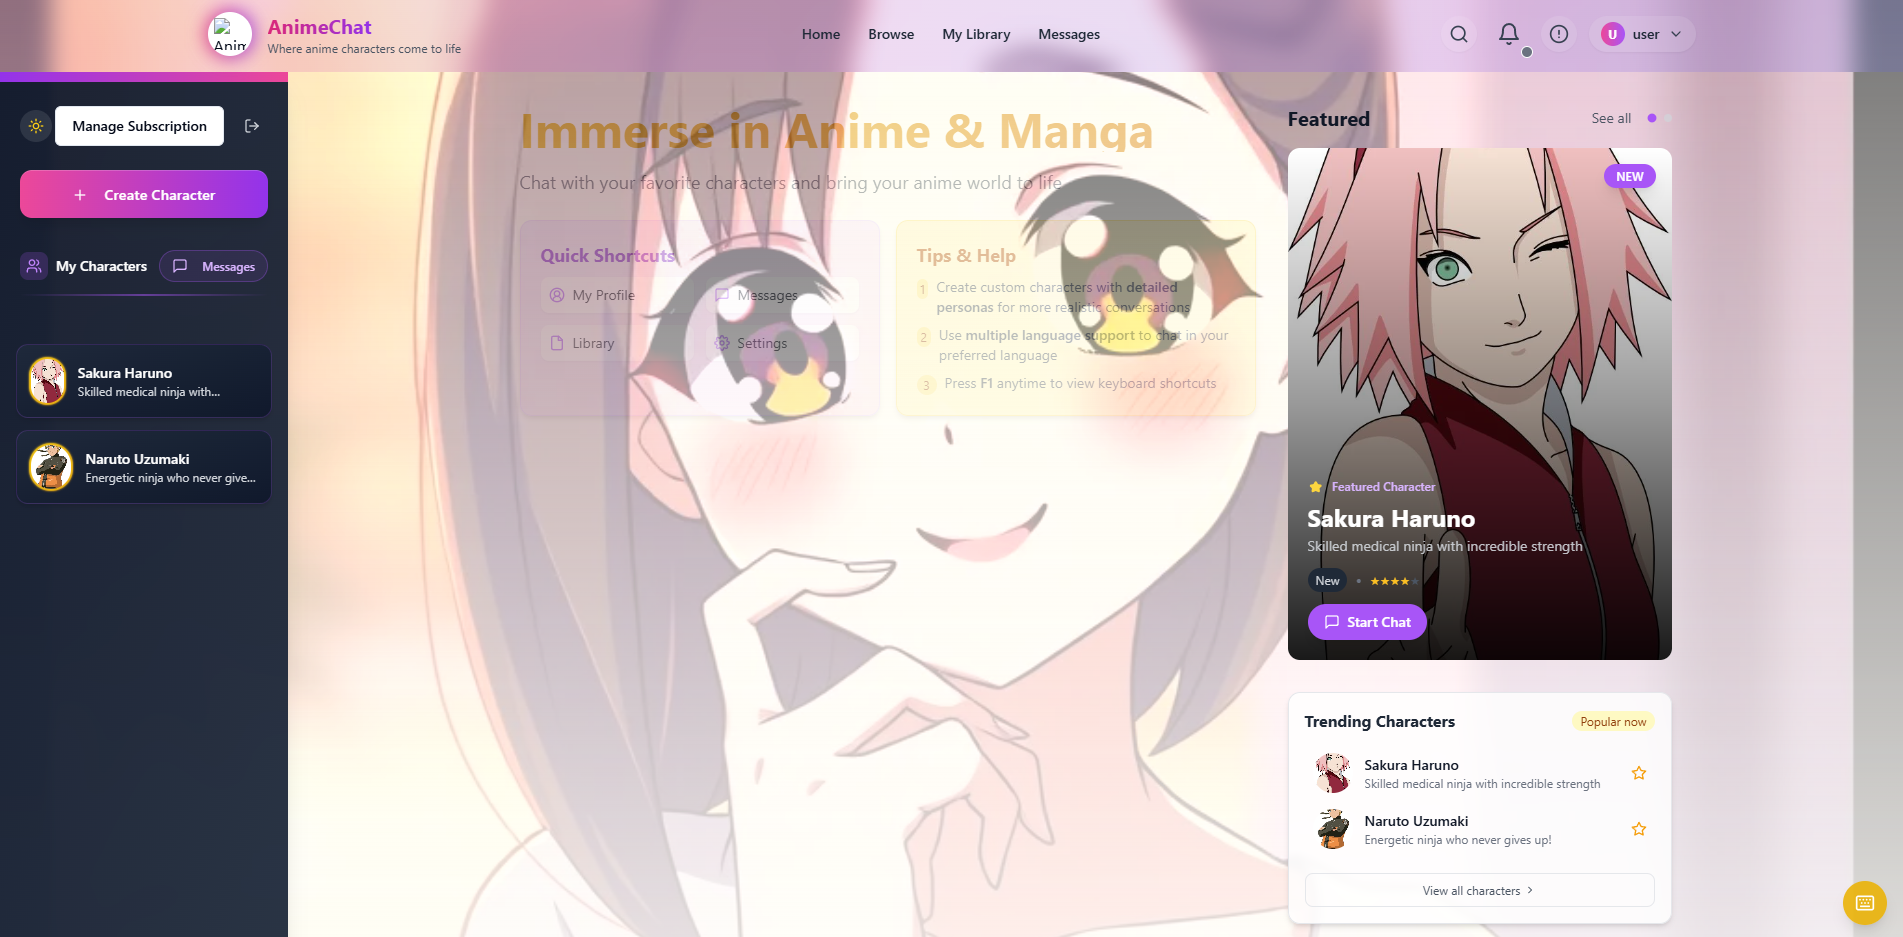 AnimeChat
Where anime characters come to life
Anim
Home
Browse
My Library
Messages
U
user
Manage Subscription
Create Character
My Characters
Messages
Sakura Haruno
Skilled medical ninja with...
Naruto Uzumaki
Energetic ninja who never give...
Immerse in Anime & Manga
Chat with your favorite characters and bring your anime world to life
Quick Shortcuts
My Profile
Messages
Library
Settings
Tips & Help
1 Create custom characters with detailed
personas for more realistic conversations
2 Use multiple language support to chat in your
preferred language
3 Press F1 anytime to view keyboard shortcuts
Featured
See all
NEW
Featured Character
Sakura Haruno
Skilled medical ninja with incredible strength
New
Start Chat
Trending Characters
Popular now
Sakura Haruno
Skilled medical ninja with incredible strength
Naruto Uzumaki
Energetic ninja who never gives up!
View all characters